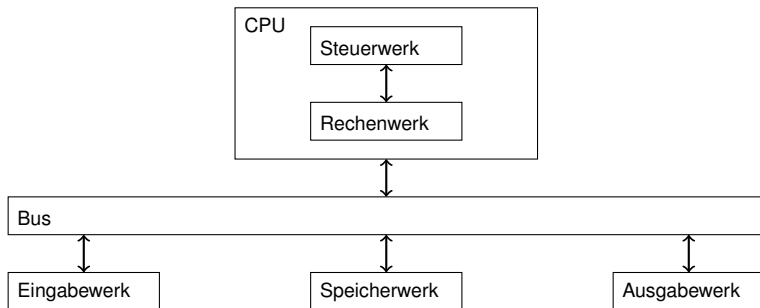 CPU
Steuerwerk
Rechenwerk
Bus
Eingabewerk
Speicherwerk
Ausgabewerk